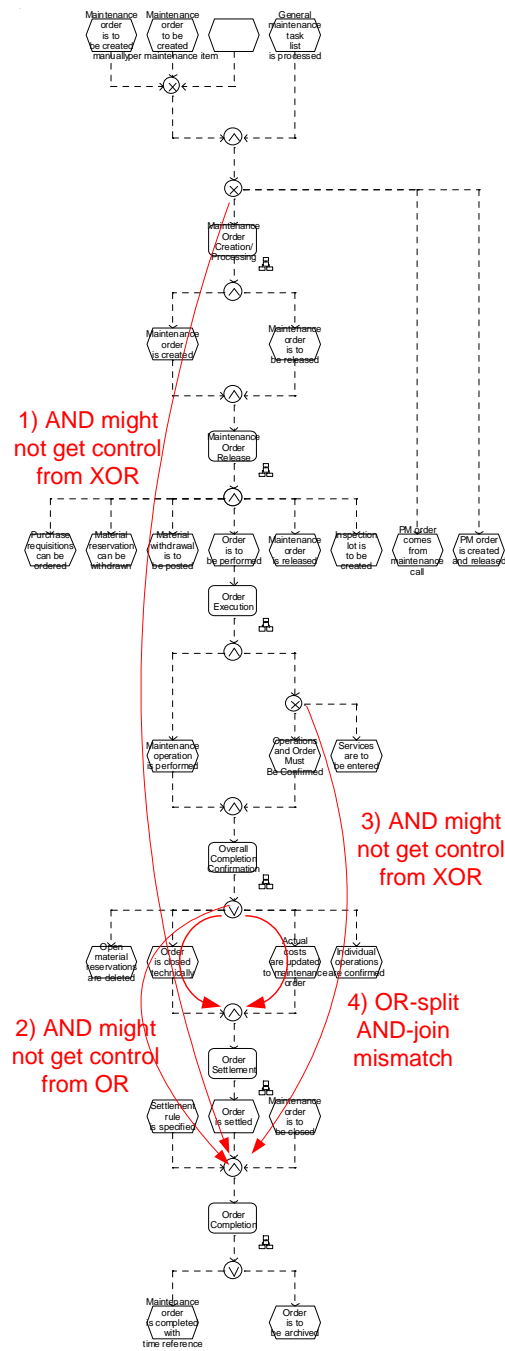 Maintenance
order
is to
be created
manually
Maintenance
order
to be
created
per maintenance item
General
maintenance
task
list
is processed
Maintenance
Order
Creation/
Processing
Maintenance
order
is created
Maintenance
order
is to
be released
1) AND might
not get control
from XOR
Maintenance
Order
Release
Purchase
requisitions
can be
ordered
Material
reservation
can be
withdrawn
Material
withdrawal
is to
be posted
Order
is to
be performed
Maintenance
order
is released
Inspection
lot is
to be
created
PM order
comes
from
maintenance
call
PM order
is created
and released
Order
Execution
Maintenance
operation
is performed
Operations
and Order
Must
Be Confirmed
Services
are to
be entered
3) AND might
not get control
from XOR
Overall
Completion
Confirmation
Open
material
reservations
are deleted
Order
is closed
technically
Actual
costs
are updated
to maintenance
order
Individual
operations
are confirmed
2) AND might
not get control
from OR
4) OR-split
AND-join
mismatch
Order
Settlement
Settlement
rule
is specified
Order
is settled
Maintenance
order
is to
be closed
Order
Completion
Maintenance
order
is completed
with
time reference
Order
is to
be archived